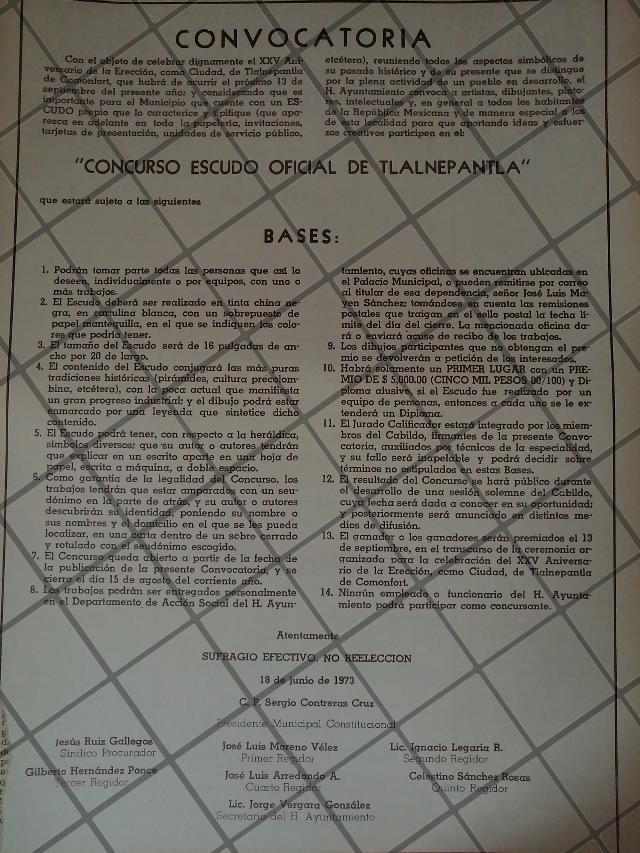 CONVOCATORIA
Con el objeto de celebrar dignamente el XXV Ani-
versario de la Erección, como Ciudad, de Tlalnepantla
de Comonfort, que habrá de ocurrir el próximo 13 de
septiembre del presente año; y considerando que es
importante para el Municipio que cuente con un ES-
CUDO propio que lo caracterice y tipifique (que apa-
rezca en adelante en toda la papelería, invitaciones,
tarjetas de presentación, unidades de servicio público,
etcétera), reuniendo todos los aspectos simbólicos de
su pasado histórico y de su presente que se distingue
por la plena actividad de un pueblo en desarrollo, el
H. Ayuntamiento convoca a artistas, dibujantes, pinto-
res, intelectuales y, en general a todos los habitantes
de la República Mexicana y de manera especial a los
de esta localidad para que aportando ideas y esfuer-
zos creativos participen en el:
"CONCURSO ESCUDO OFICIAL DE TLALNEPANTLA"
que estará sujeto a las siguientes
BASES:
1. Podrán tomar parte todas las personas que así lo
deseen, individualmente o por equipos, con uno o
más trabajos.
2. El Escudo deberá ser realizado en tinta china ne-
gra, en cartulina blanca, con un sobrepuesto de
papel mantequilla, en el que se indiquen los colo-
res que podría tener.
3. El tamaño del Escudo será de 16 pulgadas de an-
cho por 20 de largo.
4. El contenido del Escudo conjugará las más puras
tradiciones históricas (pirámides, cultura precolom-
bina, etcétera), con la poca actual que manifiesta
un gran progreso industrial; y el dibujo podrá estar
enmarcado por una leyenda que sintetice dicho
contenido.
5. El Escudo podrá tener, con respecto a la heráldica,
símbolos diversos; que su autor o autores tendrán
que explicar en un escrito aparte en una hoja de
papel, escrita a máquina, a doble espacio.
6. Como garantía de la legalidad del Concurso, los
trabajos tendrán que estar amparados con un seu-
dónimo en la parte de atrás, y su autor o autores
descubrirán su identidad, poniendo su nombre o
sus nombres y el domicilio en el que se les pueda
localizar, en una carta dentro de un sobre cerrado
y rotulado con el seudónimo escogido.
7. El Concurso queda abierto a partir de la fecha de
la publicación de la presente Convocatoria, y se
cierra el día 15 de agosto del corriente año.
8. Los trabajos podrán ser entregados personalmente
en el Departamento de Acción Social del H. Ayun-
tamiento, cuyas oficinas se encuentran ubicadas en
el Palacio Municipal, o pueden remitirse por correo
al titular de esa dependencia, señor José Luis Ma-
yen Sánchez; tomándose en cuenta las remisiones
postales que traigan en el sello postal la fecha lí-
mite del día del cierre. La mencionada oficina da-
rá o enviará acuse de recibo de los trabajos.
9. Los dibujos participantes que no obtengan el pre-
mio se devolverán a petición de los interesados.
10. Habrá solamente un PRIMER LUGAR con un PRE-
MIO DE $ 5,000.00 (CINCO MIL PESOS 00/100) y Di-
ploma alusivo, si el Escudo fue realizado por un
equipo de personas, entonces a cada uno se le ex-
tenderá un Diploma.
11. El Jurado Calificador estará integrado por los miem-
bros del Cabildo, firmantes de la presente Convo-
catoria, auxiliados por técnicos de la especialidad,
y su fallo será inapelable y podrá decidir sobre
términos no estipulados en estas Bases.
12. El resultado del Concurso se hará público durante
el desarrollo de una sesión solemne del Cabildo,
cuya fecha será dada a conocer en su oportunidad;
y posteriormente será anunciado en distintos me-
dios de difusión.
13. El ganador o los ganadores serán premiados el 13
de septiembre, en el transcurso de la ceremonia or-
ganizada para la celebración del XXV Aniversa-
rio de la Erección, como Ciudad, de Tlalnepantla
de Comonfort.
14. Ningún empleado o funcionario del H. Ayunta-
miento podrá participar como concursante.
Atentamente
SUFRAGIO EFECTIVO. NO REELECCION
18 de junio de 1973
C. P. Sergio Contreras Cruz
Presidente Municipal Constitucional
Jesús Ruiz Gallegos
Síndico Procurador
José Luis Moreno Vélez
Primer Regidor
Lic. Ignacio Legaria R.
Segundo Regidor
Gilberto Hernández Ponce
Tercer Regidor
José Luis Arredondo A.
Cuarto Regidor
Celestino Sánchez Rosas
Quinto Regidor
Lic. Jorge Vergara González
Secretario del H. Ayuntamiento